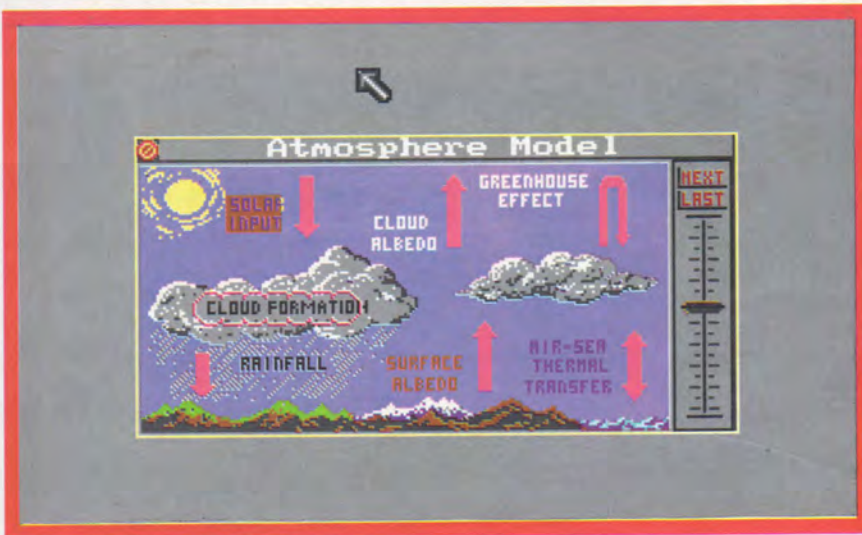 Atmosphere Model
SOLAR
INPUT
CLOUD
ALBEDO
GREENHOUSE
EFFECT
NEXT
LAST
CLOUD FORMATION
RAINFALL
SURFACE
ALBEDO
AIR-SEA
THERMAL
TRANSFER